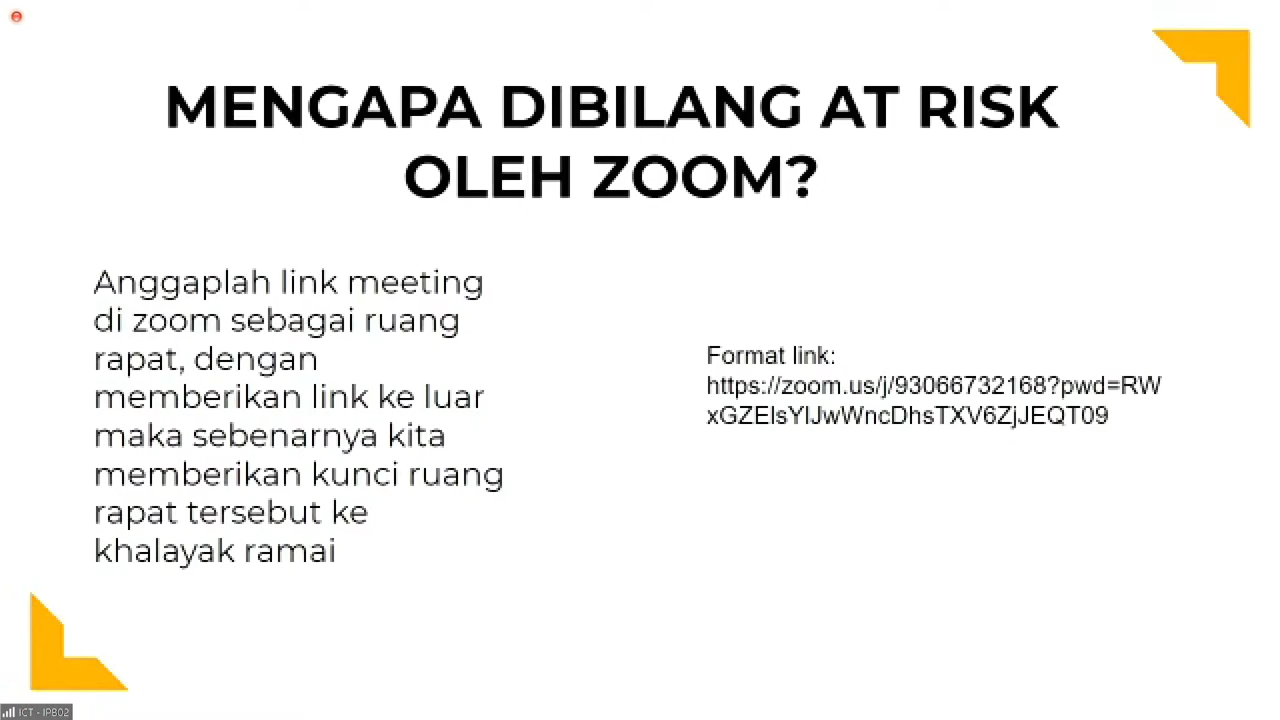 MENGAPA DIBILANG AT RISK
OLEH ZOOM?
Anggaplah link meeting
di zoom sebagai ruang
rapat, dengan
memberikan link ke luar
maka sebenarnya kita
memberikan kunci ruang
rapat tersebut ke
khalayak ramai
Format link:
https://zoom.us/j/93066732168?pwd=RW
xGZElsYlJwWncDhsTXV6ZjJEQT09
ICT - IPB02